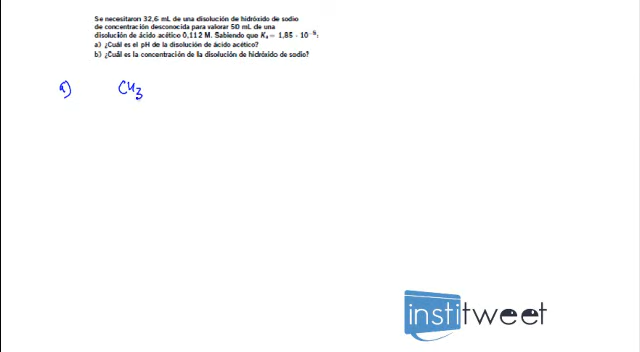 Se necesitaron 32,6 mL de una disolución de hidróxido de sodio
de concentración desconocida para valorar 50 mL de una
disolución de ácido acético 0,112 M. Sabiendo que Kₐ = 1,85 · 10⁻⁵:
a) ¿Cuál es el pH de la disolución de ácido acético?
b) ¿Cuál es la concentración de la disolución de hidróxido de sodio?
a) CH₃
institweet